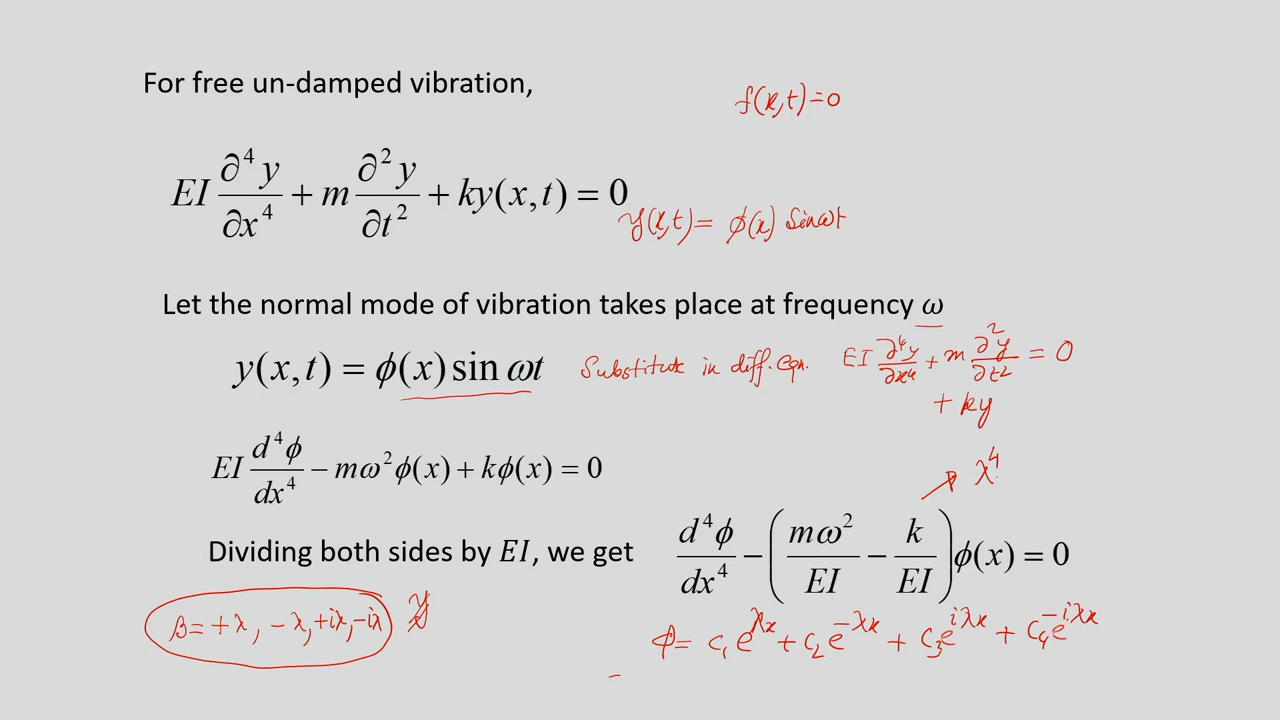 For free un-damped vibration,
f(x,t)=0
EI ∂⁴y/∂x⁴ + m ∂²y/∂t² + ky(x,t) = 0
y(x,t) = ϕ(x) sinωt
Let the normal mode of vibration takes place at frequency ω
y(x,t) = ϕ(x) sin ωt
Substitute in diff. eqn.
EI ∂⁴y/∂x⁴ + m ∂²y/∂t² = 0
+ ky
EI d⁴ϕ/dx⁴ − mω²ϕ(x) + kϕ(x) = 0
λ⁴
Dividing both sides by EI, we get
d⁴ϕ/dx⁴ − (mω²/EI − k/EI)ϕ(x) = 0
β = +λ, −λ, +iλ, −iλ
ϕ = c₁e^λx + c₂e^−λx + c₃e^iλx + c₄e^−iλx